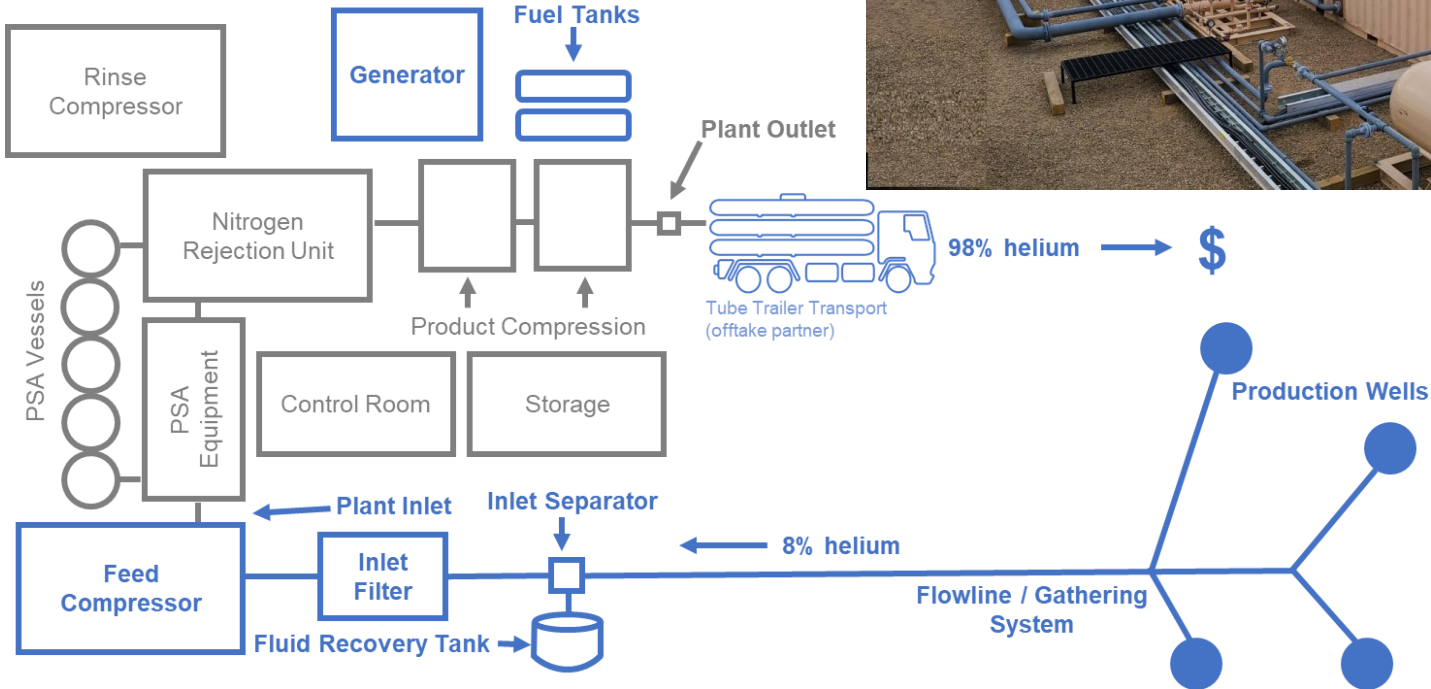 Fuel Tanks
Rinse
Compressor
Generator
Plant Outlet
Nitrogen
Rejection Unit
98% helium
$
Tube Trailer Transport
(offtake partner)
Product Compression
PSA Vessels
PSA
Equipment
Control Room
Storage
Production Wells
Plant Inlet
Inlet Separator
8% helium
Feed
Compressor
Inlet
Filter
Flowline / Gathering
System
Fluid Recovery Tank